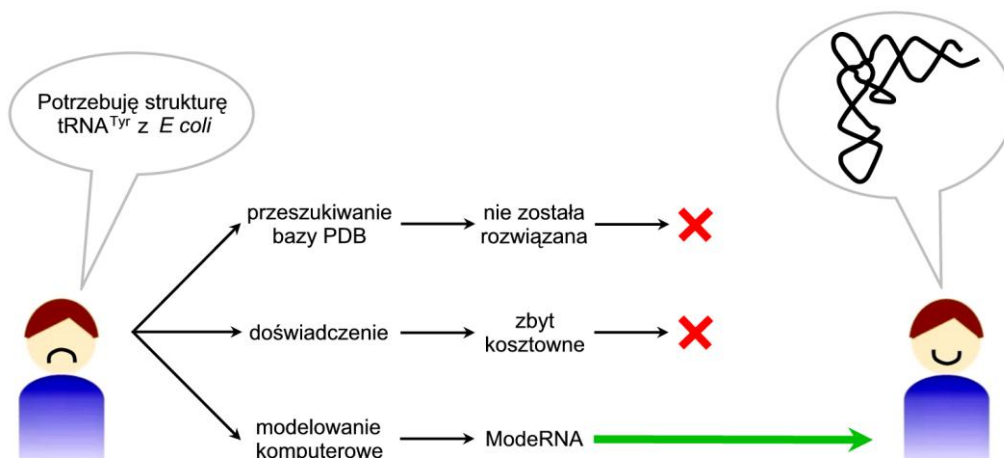 Potrzebuję strukturę
tRNATyr z E coli
przeszukiwanie
bazy PDB
nie została
rozwiązana
doświadczenie
zbyt
kosztowne
modelowanie
komputerowe
ModeRNA